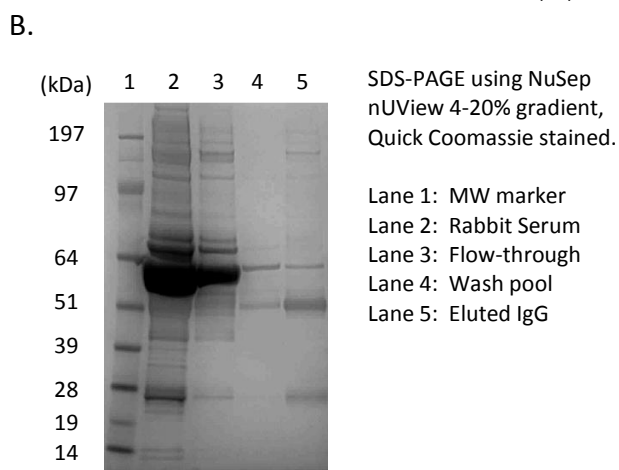 B.
(kDa) 1 2 3 4 5
197
97
64
51
39
28
19
14
SDS-PAGE using NuSep
nUView 4-20% gradient,
Quick Coomassie stained.
Lane 1: MW marker
Lane 2: Rabbit Serum
Lane 3: Flow-through
Lane 4: Wash pool
Lane 5: Eluted IgG